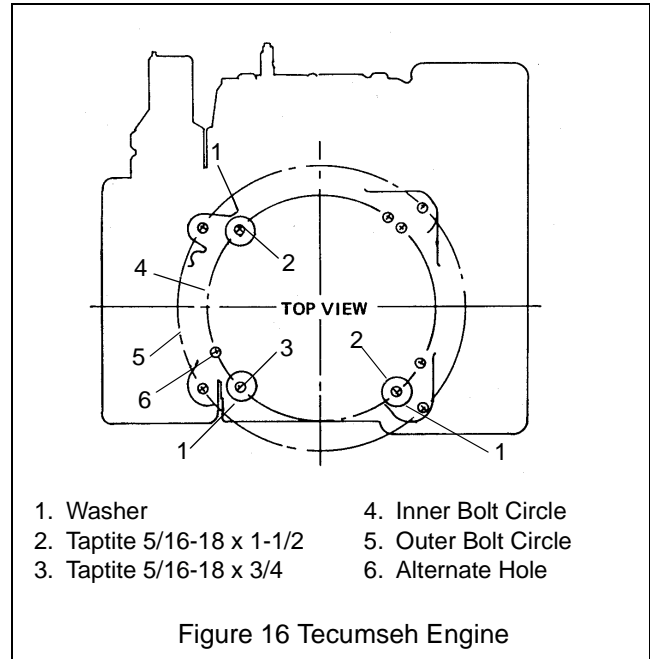 1
2
4
TOP VIEW
5
3
2
6
1
1
1. Washer
2. Taptite 5/16-18 x 1-1/2
3. Taptite 5/16-18 x 3/4
4. Inner Bolt Circle
5. Outer Bolt Circle
6. Alternate Hole
Figure 16 Tecumseh Engine